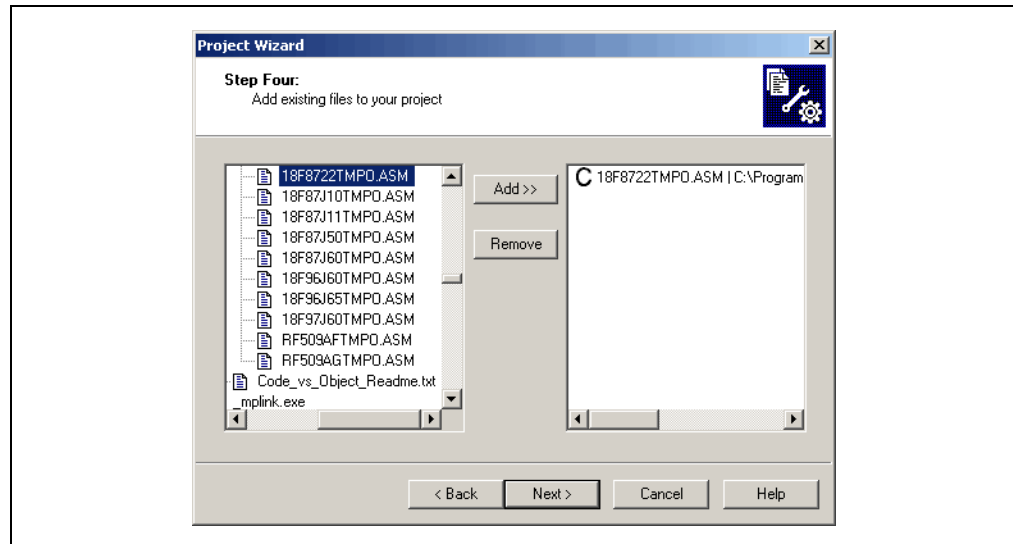 Project Wizard
Step Four:
Add existing files to your project
18F8722TMPO.ASM
18F87J10TMPO.ASM
18F87J11TMPO.ASM
18F87J50TMPO.ASM
18F87J60TMPO.ASM
18F96J60TMPO.ASM
18F96J65TMPO.ASM
18F97J60TMPO.ASM
RF509AFTMPO.ASM
RF509AGTMPO.ASM
Code_vs_Object_Readme.txt
_mplink.exe
Add >>
Remove
C 18F8722TMPO.ASM | C:\Program
< Back
Next >
Cancel
Help